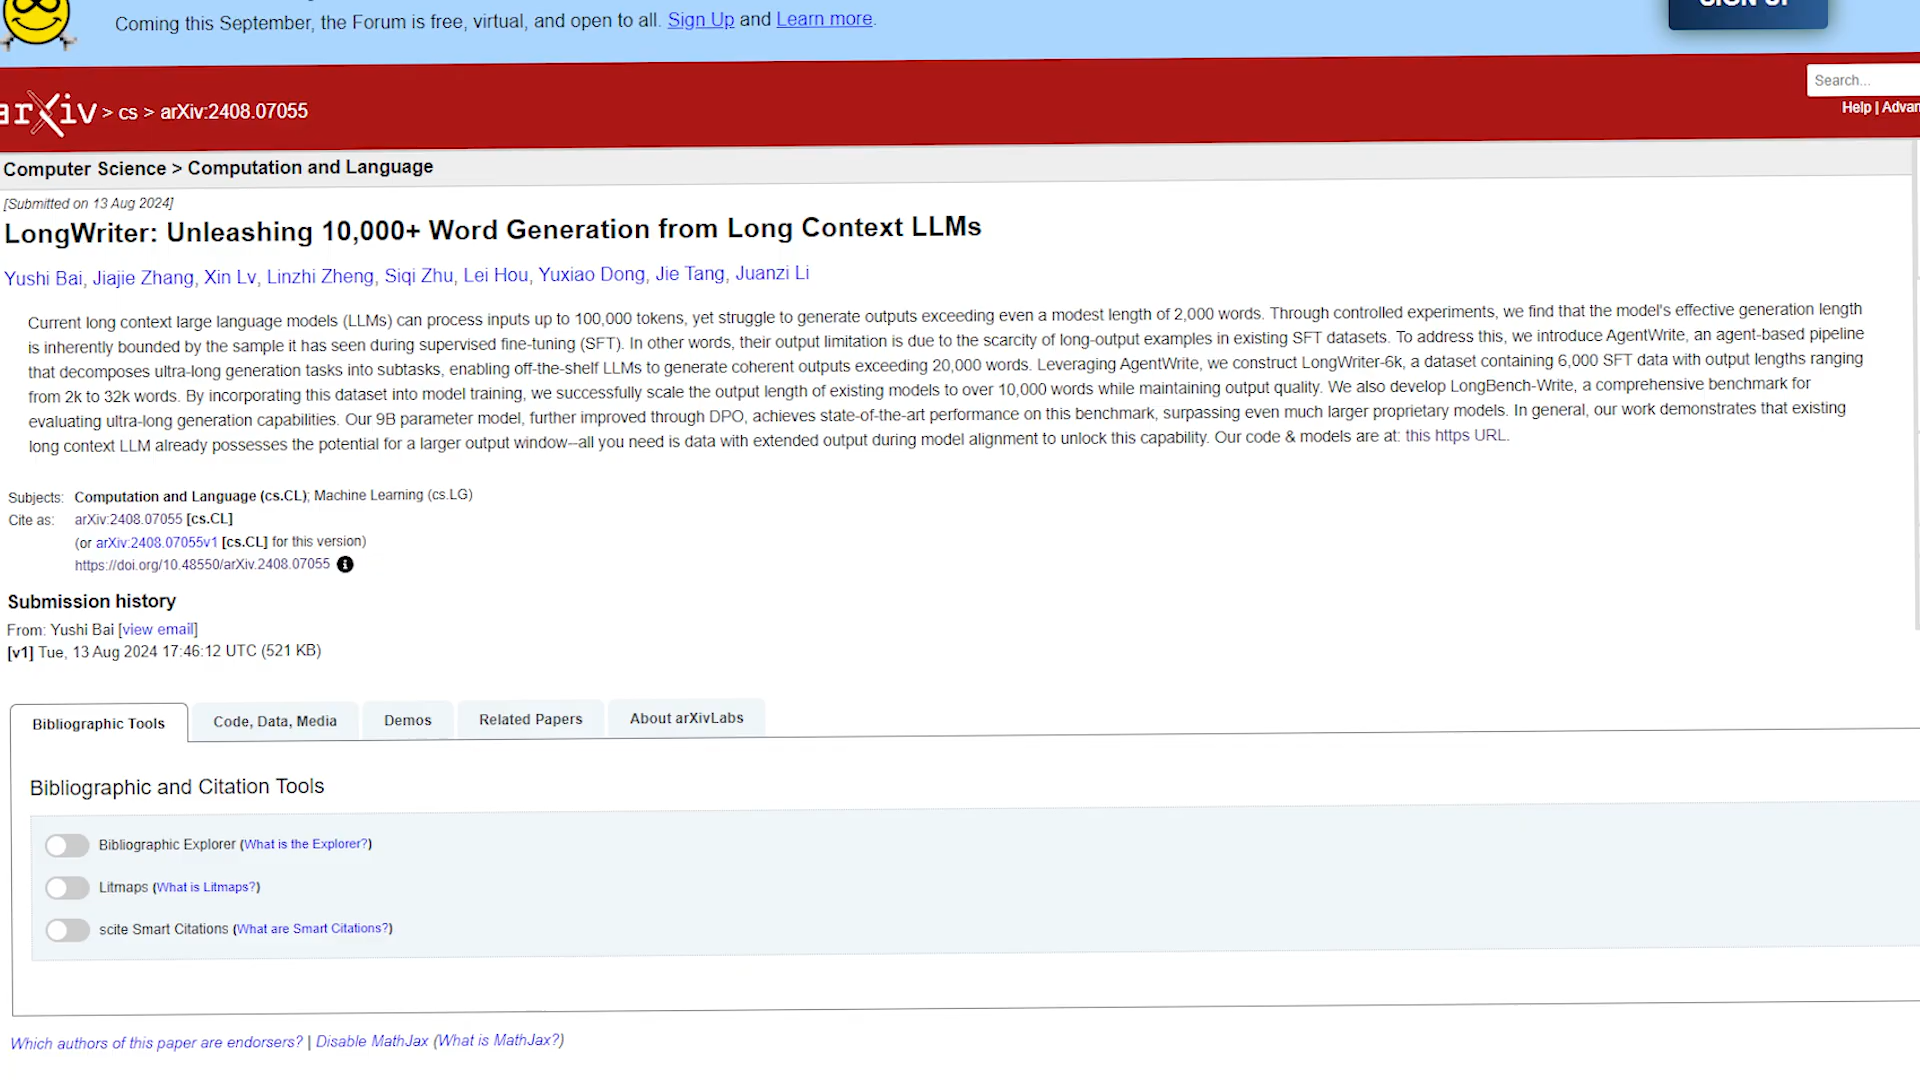 Coming this September, the Forum is free, virtual, and open to all. Sign Up and Learn more.
Search...
Help |
arXiv > cs > arXiv:2408.07055
Computer Science > Computation and Language
[Submitted on 13 Aug 2024]
LongWriter: Unleashing 10,000+ Word Generation from Long Context LLMs
Yushi Bai, Jiajie Zhang, Xin Lv, Linzhi Zheng, Siqi Zhu, Lei Hou, Yuxiao Dong, Jie Tang, Juanzi Li
Current long context large language models (LLMs) can process inputs up to 100,000 tokens, yet struggle to generate outputs exceeding even a modest length of 2,000 words. Through controlled experiments, we find that the model's effective generation length
is inherently bounded by the sample it has seen during supervised fine-tuning (SFT). In other words, their output limitation is due to the scarcity of long-output examples in existing SFT datasets. To address this, we introduce AgentWrite, an agent-based pipeline
that decomposes ultra-long generation tasks into subtasks, enabling off-the-shelf LLMs to generate coherent outputs exceeding 20,000 words. Leveraging AgentWrite, we construct LongWriter-6k, a dataset containing 6,000 SFT data with output lengths ranging
from 2k to 32k words. By incorporating this dataset into model training, we successfully scale the output length of existing models to over 10,000 words while maintaining output quality. We also develop LongBench-Write, a comprehensive benchmark for
evaluating ultra-long generation capabilities. Our 9B parameter model, further improved through DPO, achieves state-of-the-art performance on this benchmark, surpassing even much larger proprietary models. In general, our work demonstrates that existing
long context LLM already possesses the potential for a larger output window--all you need is data with extended output during model alignment to unlock this capability. Our code & models are at: this https URL.
Subjects: Computation and Language (cs.CL); Machine Learning (cs.LG)
Cite as: arXiv:2408.07055 [cs.CL]
(or arXiv:2408.07055v1 [cs.CL] for this version)
https://doi.org/10.48550/arXiv.2408.07055
Submission history
From: Yushi Bai [view email]
[v1] Tue, 13 Aug 2024 17:46:12 UTC (521 KB)
Bibliographic Tools
Code, Data, Media
Demos
Related Papers
About arXivLabs
Bibliographic and Citation Tools
Bibliographic Explorer (What is the Explorer?)
Litmaps (What is Litmaps?)
scite Smart Citations (What are Smart Citations?)
Which authors of this paper are endorsers? | Disable MathJax (What is MathJax?)